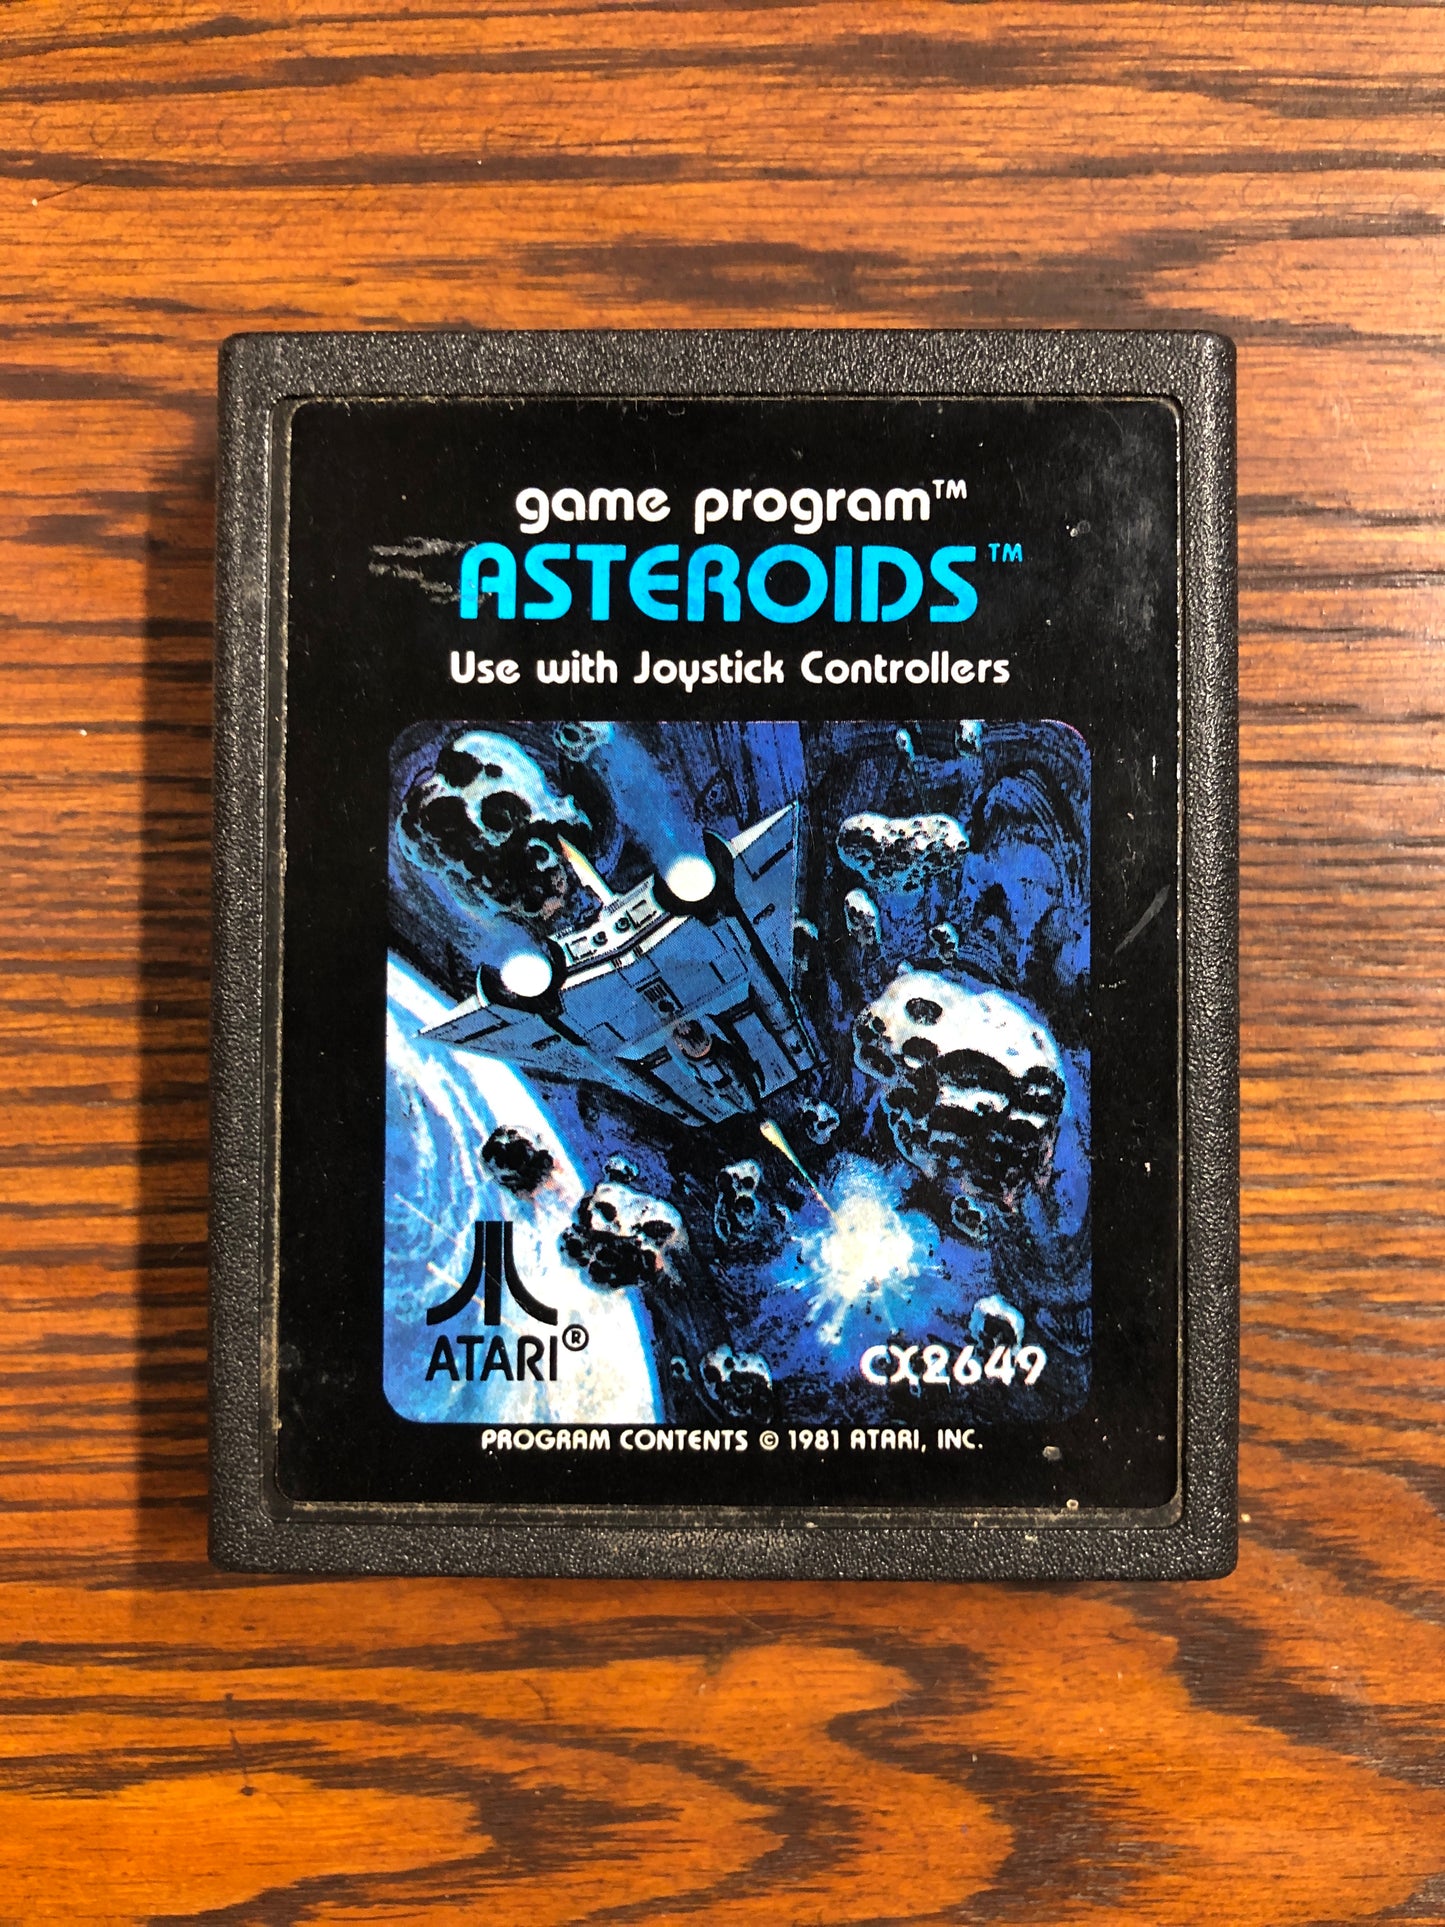 game program™
ASTEROIDS™
Use with Joystick Controllers
ATARI®
CX2649
PROGRAM CONTENTS © 1981 ATARI, INC.